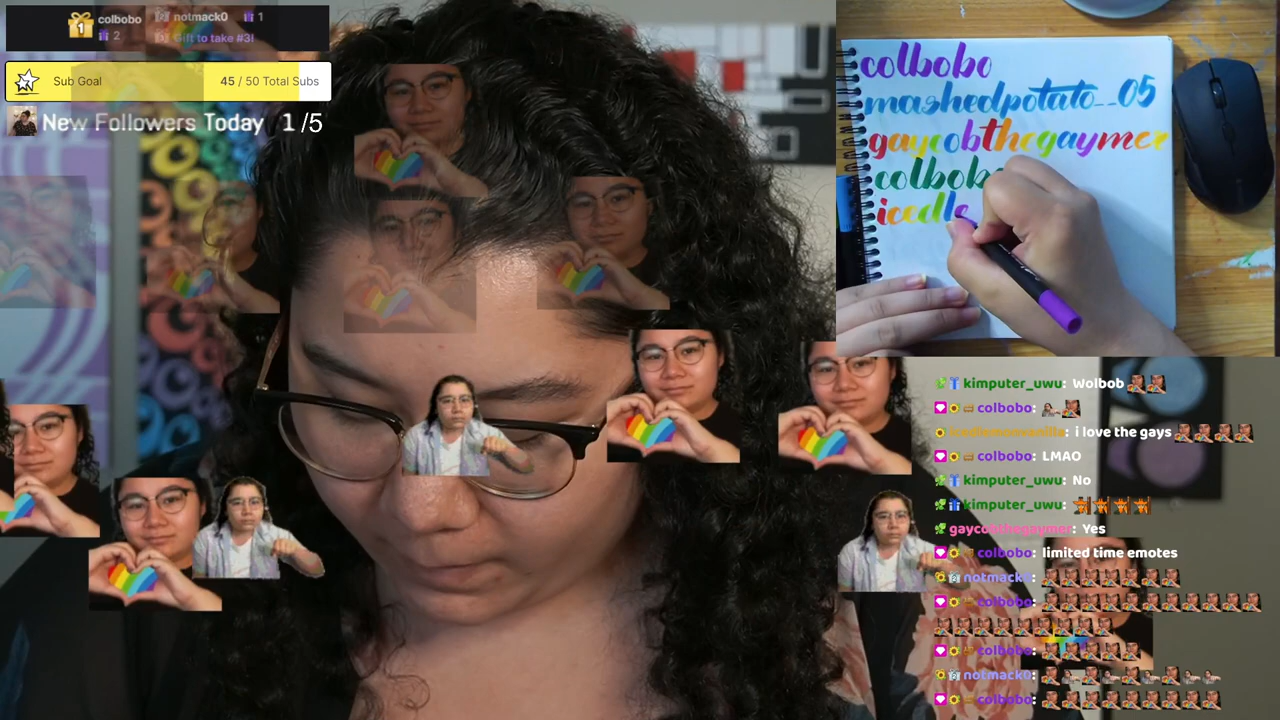 colbobo
2
notmack0 1
Gift to take #3!
Sub Goal 45 / 50 Total Subs
New Followers Today 1 /5
colbobo
mashedpotato_05
gaycobthegaymer
colbobo
kimputer_uwu: Wolbob
colbobo:
i love the gays
colbobo: LMAO
kimputer_uwu: No
kimputer_uwu:
gaycobthegaymer: Yes
colbobo: limited time emotes
notmack0:
colbobo:
colbobo:
notmack0:
colbobo: